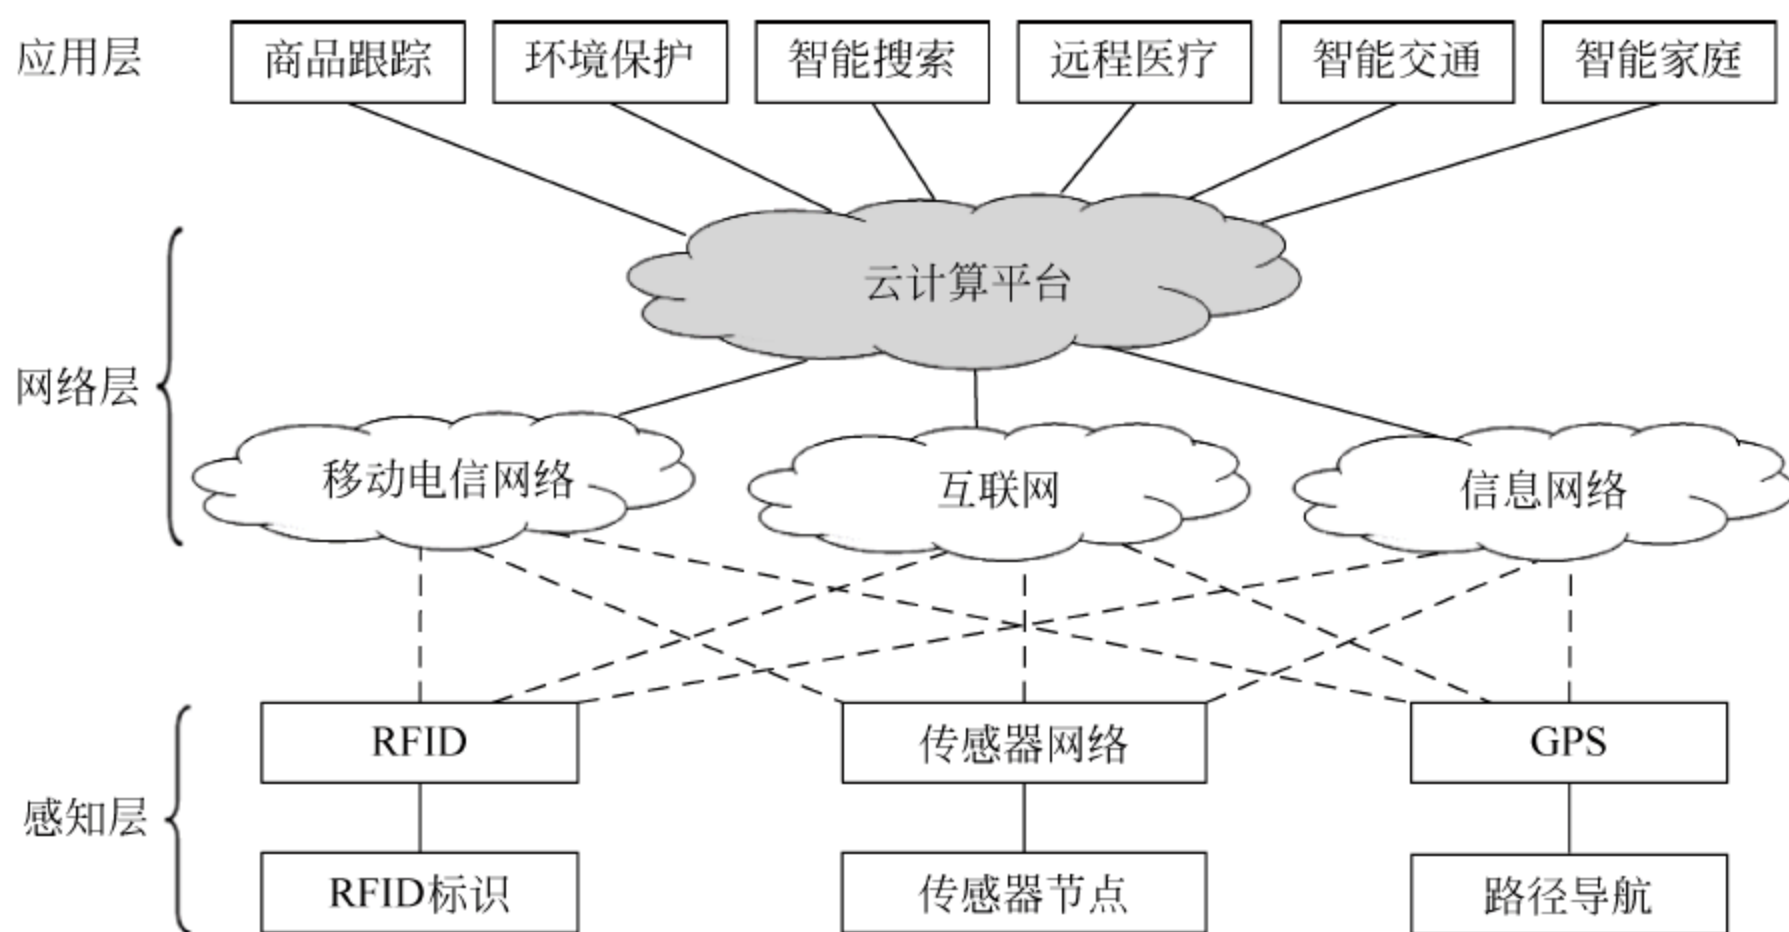 应用层 商品跟踪 环境保护 智能搜索 远程医疗 智能交通 智能家庭
云计算平台
网络层
移动电信网络 互联网 信息网络
RFID 传感器网络 GPS
感知层
RFID标识 传感器节点 路径导航